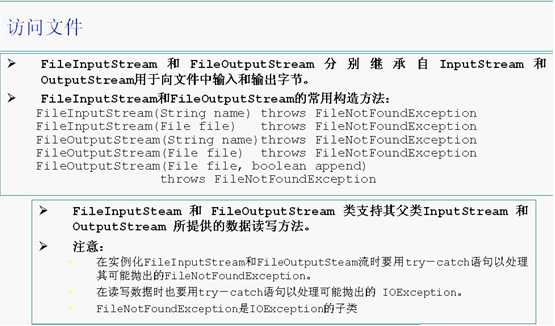 访问文件
➢ FileInputStream 和 FileOutputStream 分别继承自 InputStream 和
OutputStream用于向文件中输入和输出字节。
➢ FileInputStream和FileOutputStream的常用构造方法：
FileInputStream(String name) throws FileNotFoundException
FileInputStream(File file) throws FileNotFoundException
FileOutputStream(String name)throws FileNotFoundException
FileOutputStream(File file) throws FileNotFoundException
FileOutputStream(File file, boolean append)
throws FileNotFoundException
➢ FileInputSteam 和 FileOutputStream 类支持其父类InputStream 和
OutputStream 所提供的数据读写方法。
➢ 注意：
在实例化FileInputStream和FileOutputSteam流时要用try－catch语句以处理
其可能抛出的FileNotFoundException。
在读写数据时也要用try－catch语句以处理可能抛出的 IOException。
FileNotFoundException是IOException的子类